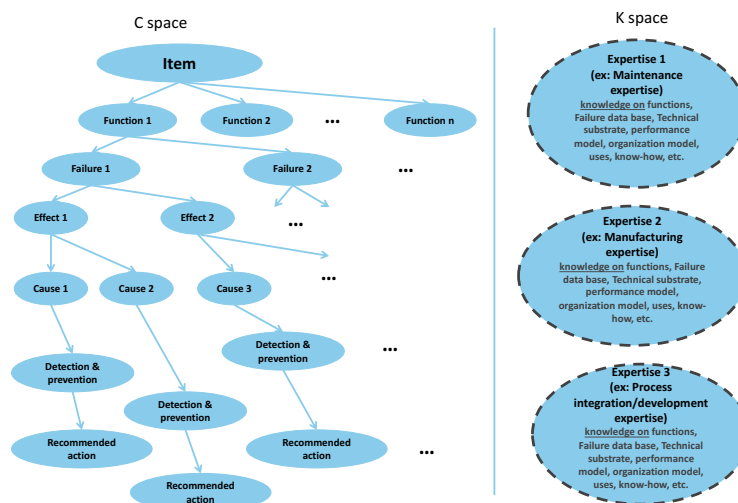 C space
K space
Item
Function 1
Function 2
...
Function n
Failure 1
Failure 2
...
Effect 1
Effect 2
...
Cause 1
Cause 2
Cause 3
...
Detection &
prevention
Detection &
prevention
...
Detection &
prevention
Recommended
action
Recommended
action
Recommended
action
...
Expertise 1
(ex: Maintenance
expertise)
knowledge on functions,
Failure data base, Technical
substrate, performance
model, organization model,
uses, know-how, etc.
Expertise 2
(ex: Manufacturing
expertise)
knowledge on functions, Failure
data base, Technical substrate,
performance model,
organization model, uses, know-
how, etc.
Expertise 3
(ex: Process
integration/development
expertise)
knowledge on functions,
Failure data base, Technical
substrate, performance
model, organization model,
uses, know-how, etc.